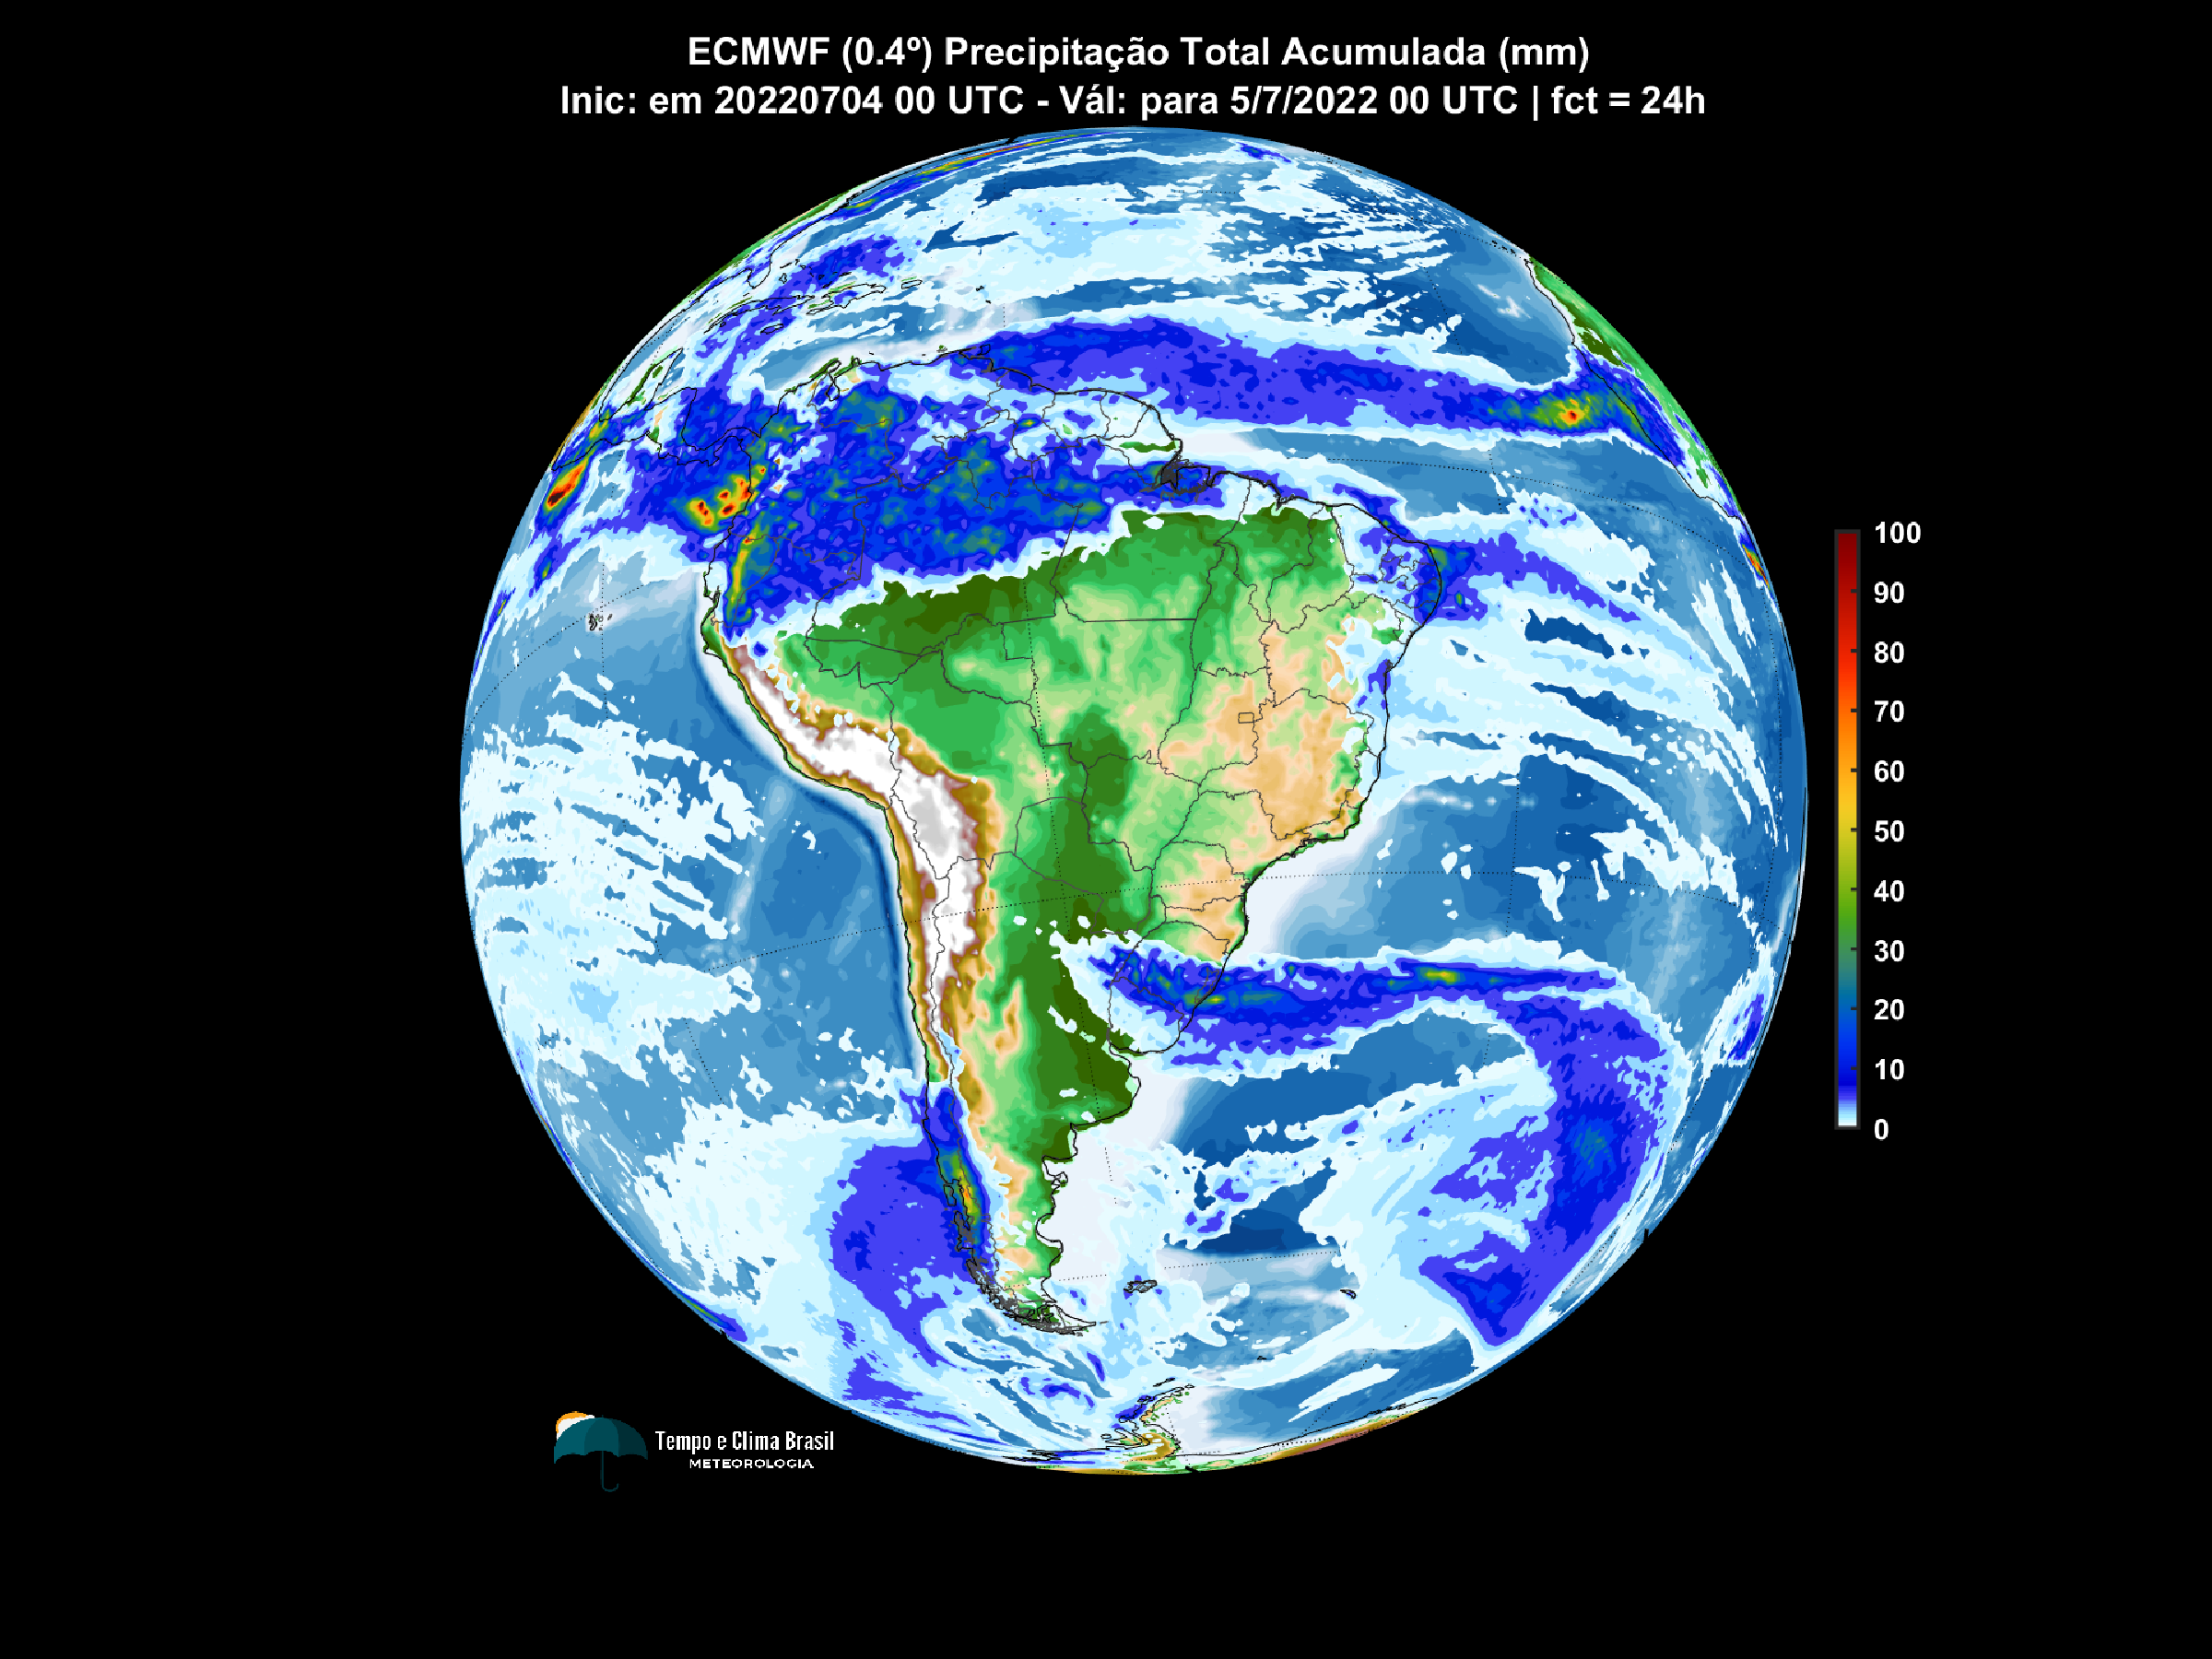 ECMWF (0.4º) Precipitação Total Acumulada (mm)
Inic: em 20220704 00 UTC - Vál: para 5/7/2022 00 UTC | fct = 24h
100
90
80
70
60
50
40
30
20
10
0
Tempo e Clima Brasil
METEOROLOGIA